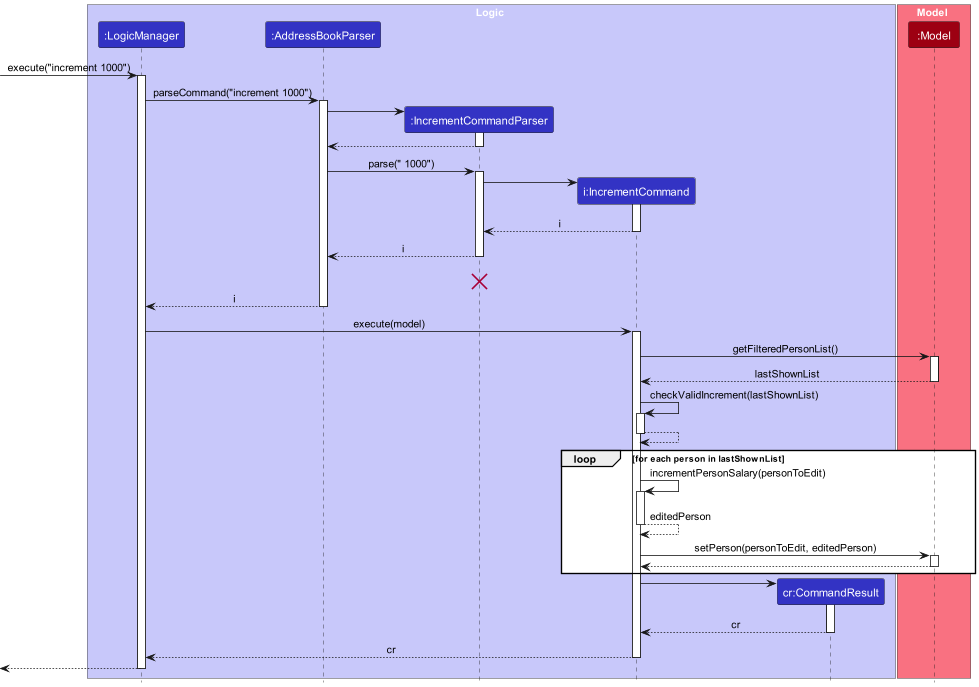 Logic
Model
:LogicManager
:AddressBookParser
:Model
execute("increment 1000")
parseCommand("increment 1000")
:IncrementCommandParser
parse(" 1000")
i:IncrementCommand
i
i
i
execute(model)
getFilteredPersonList()
lastShownList
checkValidIncrement(lastShownList)
loop
[for each person in lastShownList]
incrementPersonSalary(personToEdit)
editedPerson
setPerson(personToEdit, editedPerson)
cr:CommandResult
cr
cr